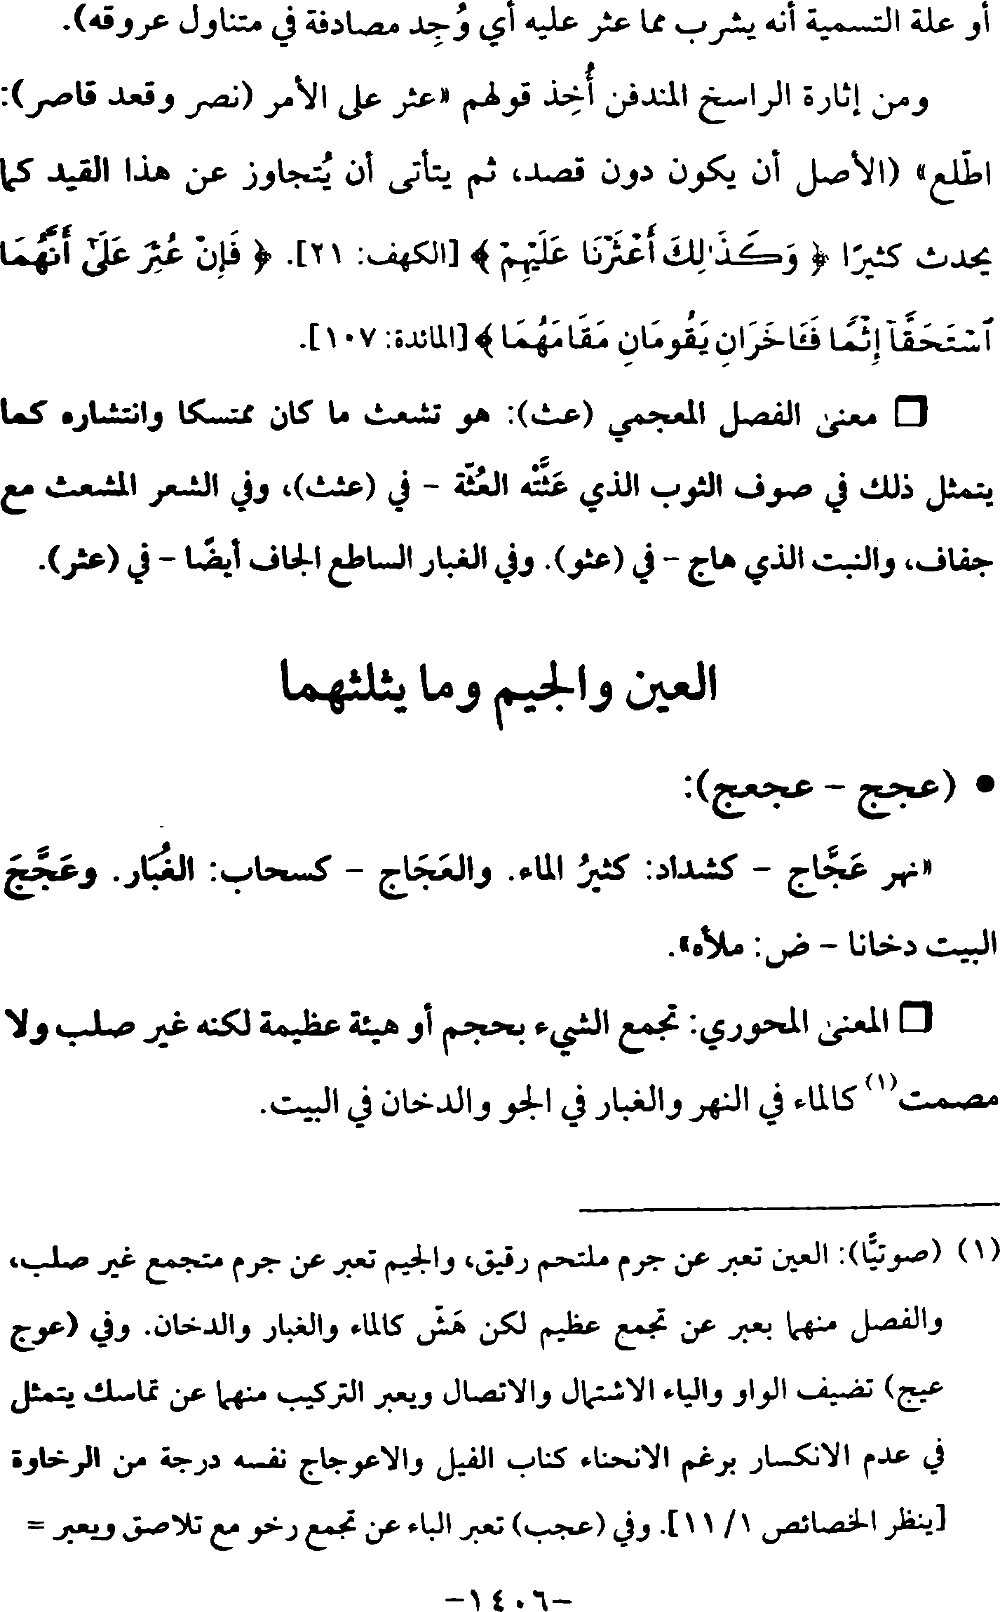 أو علة التسمية أنه يشرب مما عثر عليه أي وُجِد مصادفة في متناول عروقه).
ومن إثارة الراسخ المندفن أُخِذ قولهم «عثر على الأمر (نصر وقعد قاصر):
اطّلع» (الأصل أن يكون دون قصد، ثم يتأتى أن يُتجاوز عن هذا القيد كما
يحدث كثيرًا ﴿ وَكَذَٰلِكَ أَعْثَرْنَا عَلَيْهِمْ ﴾ [الكهف: ٢١]. ﴿ فَإِنْ عُثِرَ عَلَىٰٓ أَنَّهُمَا
ٱسْتَحَقَّآ إِثْمًا فَـَٔاخَرَانِ يَقُومَانِ مَقَامَهُمَا ﴾ [المائدة: ١٠٧].
❑ معنى الفصل المعجمي (عث): هو تشعث ما كان ممتسكا وانتشاره كما
يتمثل ذلك في صوف الثوب الذي عَثَّتْه العُثّة – في (عثث)، وفي الشعر المشعث مع
جفاف، والنبت الذي هاج – في (عثو). وفي الغبار الساطع الجاف أيضًا – في (عثر).
العين والجيم وما يثلثهما
• (عجج – عجعج):
«نهر عَجَّاج – كشداد: كثيرُ الماء. والعَجَاج – كسحاب: الغُبَار. وعَجَّجَ
البيت دخانا – ض: ملأه».
❑ المعنى المحوري: تجمع الشيء بحجم أو هيئة عظيمة لكنه غير صلب ولا
مصمت(١) كالماء في النهر والغبار في الجو والدخان في البيت.
(١) (صوتيًّا): العين تعبر عن جرم ملتحم رقيق، والجيم تعبر عن جرم متجمع غير صلب،
والفصل منهما بعبر عن تجمع عظيم لكن هَشّ كالماء والغبار والدخان. وفي (عوج
عيج) تضيف الواو والياء الاشتمال والاتصال ويعبر التركيب منهما عن تماسك يتمثل
في عدم الانكسار برغم الانحناء كناب الفيل والاعوجاج نفسه درجة من الرخاوة
[ينظر الخصائص ١/ ١١]. وفي (عجب) تعبر الباء عن تجمع رخو مع تلاصق ويعبر =
–١٤٠٦–